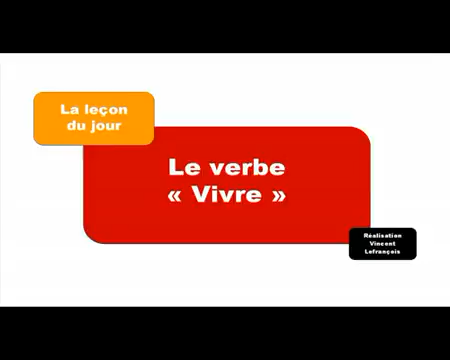 La leçon
du jour
Le verbe
« Vivre »
Réalisation
Vincent
Lefrançois